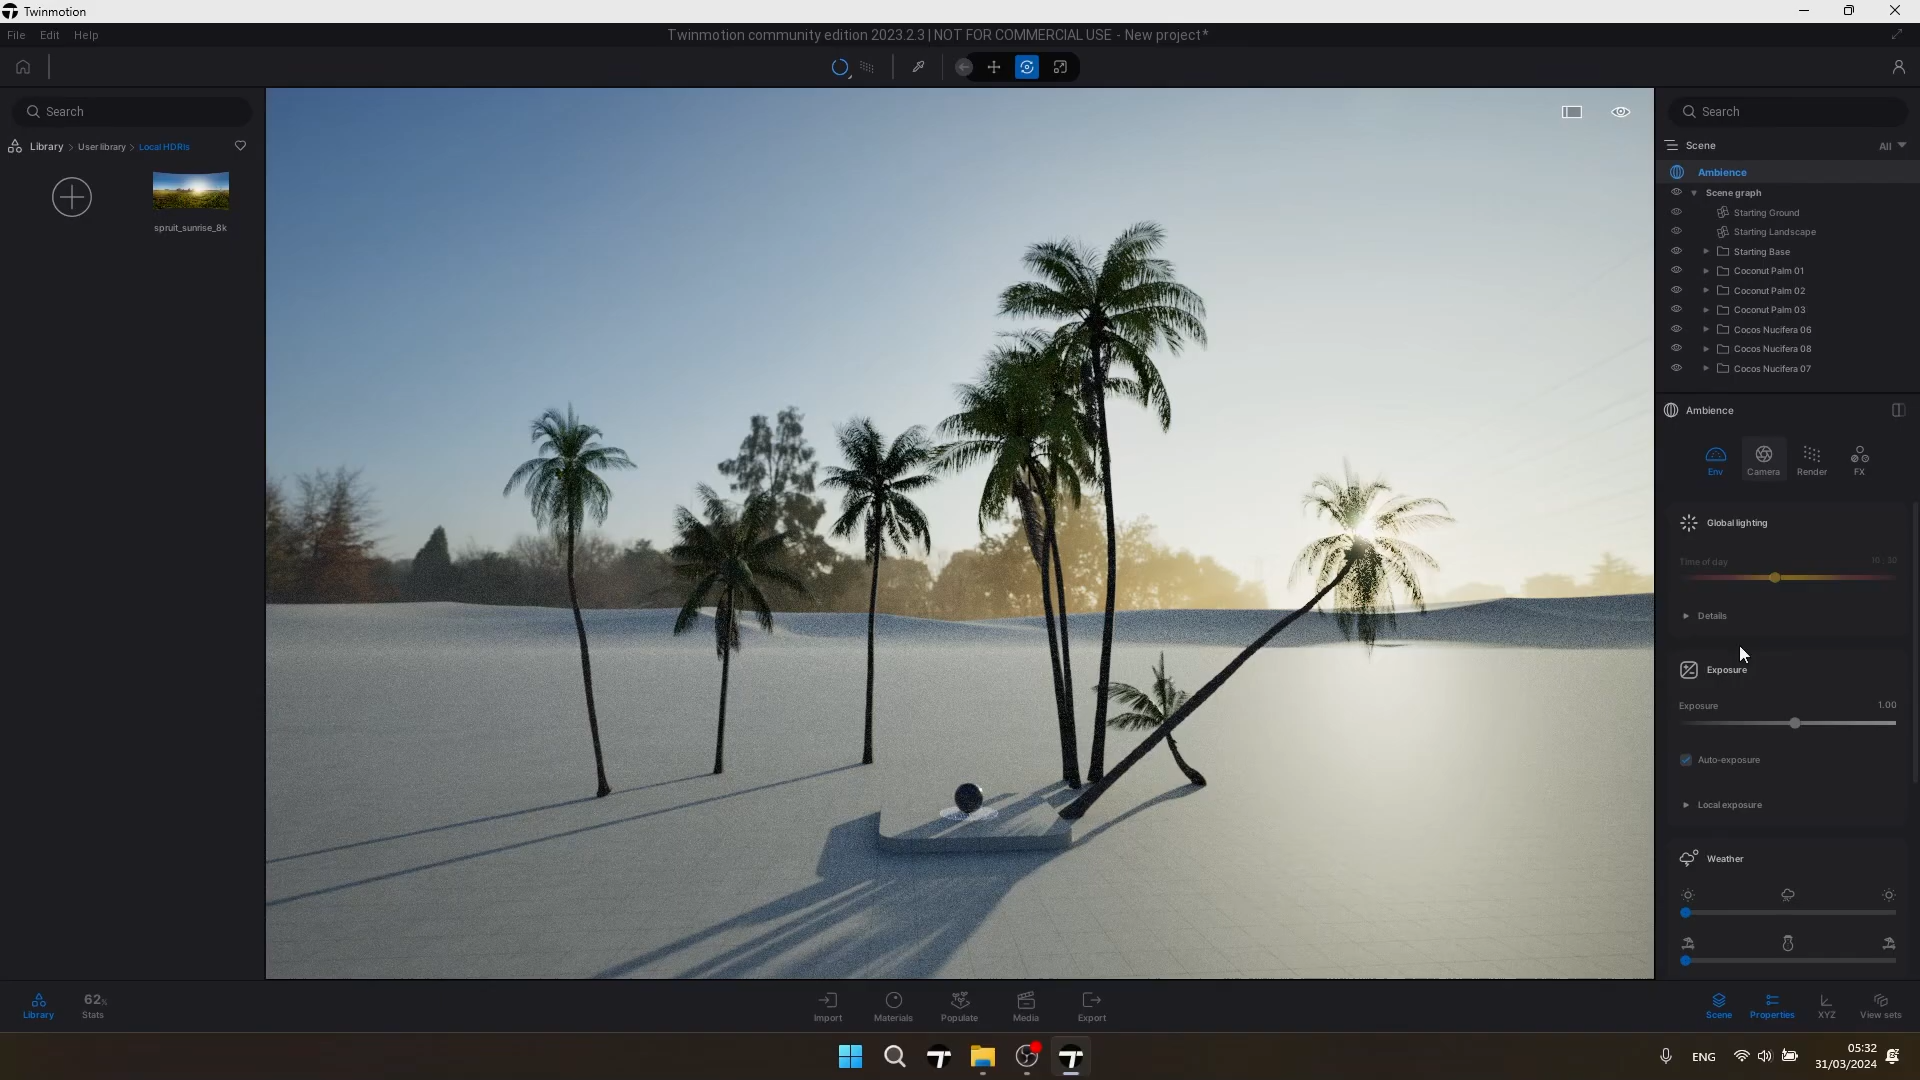 Twinmotion
File Edit Help
Twinmotion community edition 2023.2.3 | NOT FOR COMMERCIAL USE - New project*
Search
Library > User library > Local HDRIs
spruit_sunrise_8k
Search
Scene
All
Ambience
Scene graph
Starting Ground
Starting Landscape
Starting Base
Coconut Palm 01
Coconut Palm 02
Coconut Palm 03
Cocos Nucifera 06
Cocos Nucifera 08
Cocos Nucifera 07
Ambience
Env Camera Render FX
Global lighting
Time of day 10 : 30
Details
Exposure
Exposure 1.00
Auto-exposure
Local exposure
Weather
62%
Library Stats Import Materials Populate Media Export Scene Properties XYZ View sets
ENG
05:32
31/03/2024